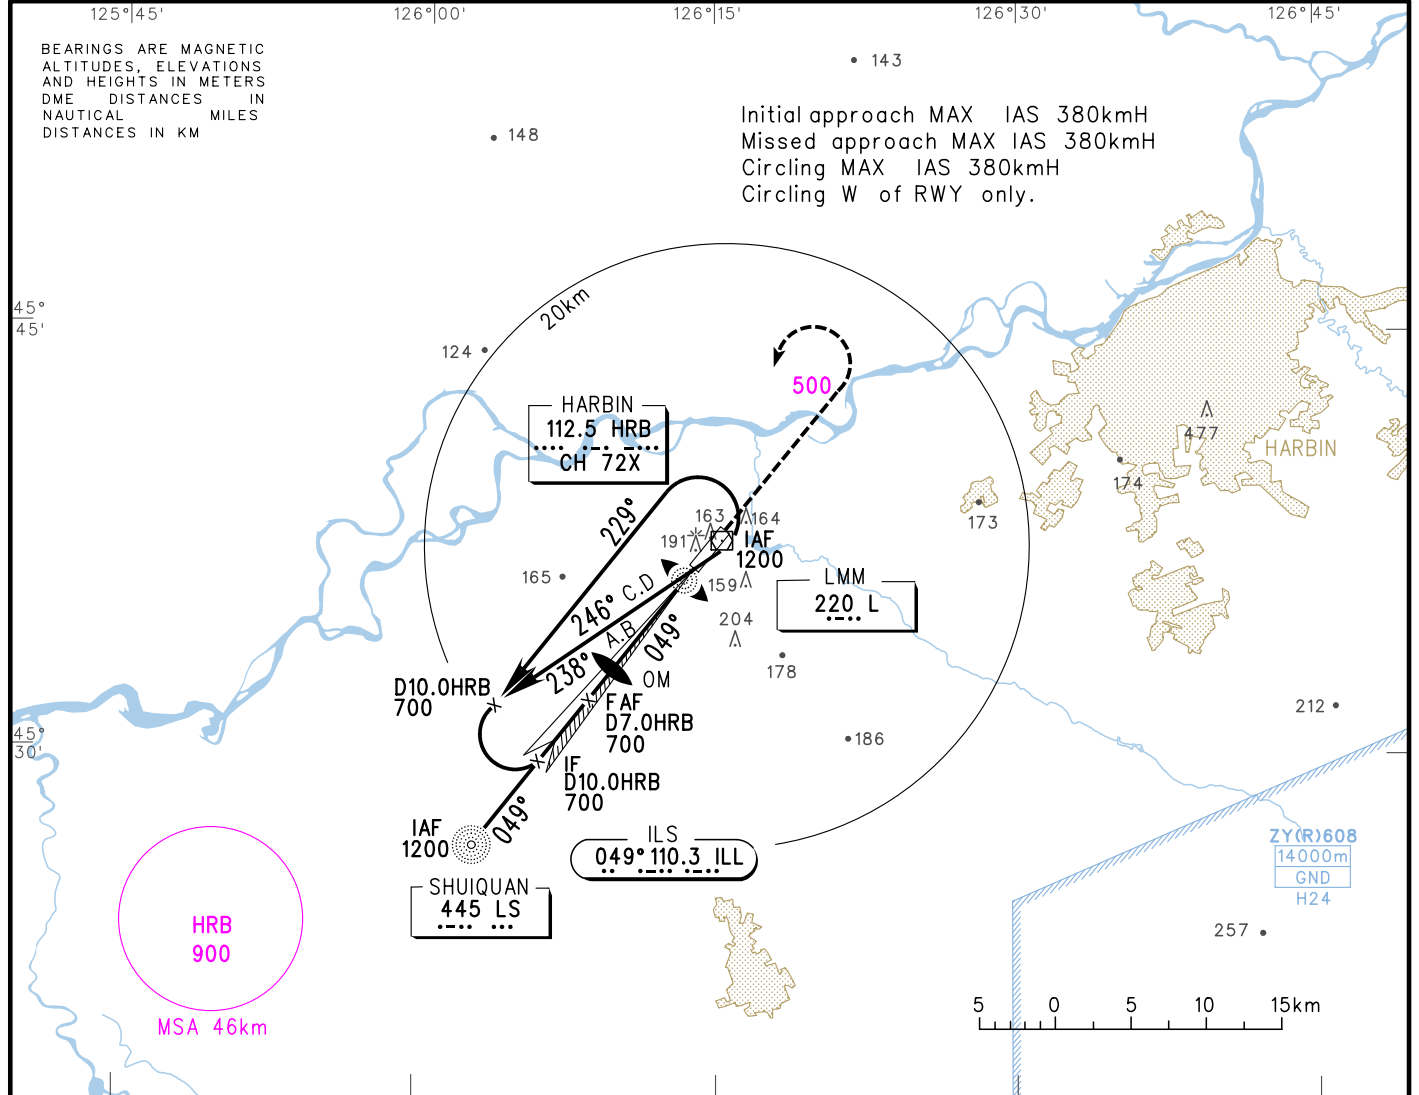 125°45'
126°00'
126°15'
126°30'
126°45'
BEARINGS ARE MAGNETIC
ALTITUDES, ELEVATIONS
AND HEIGHTS IN METERS
DME DISTANCES IN
NAUTICAL MILES
DISTANCES IN KM
143
148
Initial approach MAX IAS 380kmH
Missed approach MAX IAS 380kmH
Circling MAX IAS 380kmH
Circling W of RWY only.
45°
45'
20km
124
500
HARBIN
112.5 HRB
CH 72X
477
HARBIN
174
173
229°
163
164
191
IAF
1200
165
159
LMM
220 L
246° C.D
204
238° A.B
049°
178
OM
D10.0HRB
700
FAF
D7.0HRB
700
212
186
45°
30'
IF
D10.0HRB
700
049°
IAF
1200
ILS
049° 110.3 ILL
SHUIQUAN
445 LS
ZY(R)608
14000m
GND
H24
257
HRB
900
MSA 46km
5 0 5 10 15km